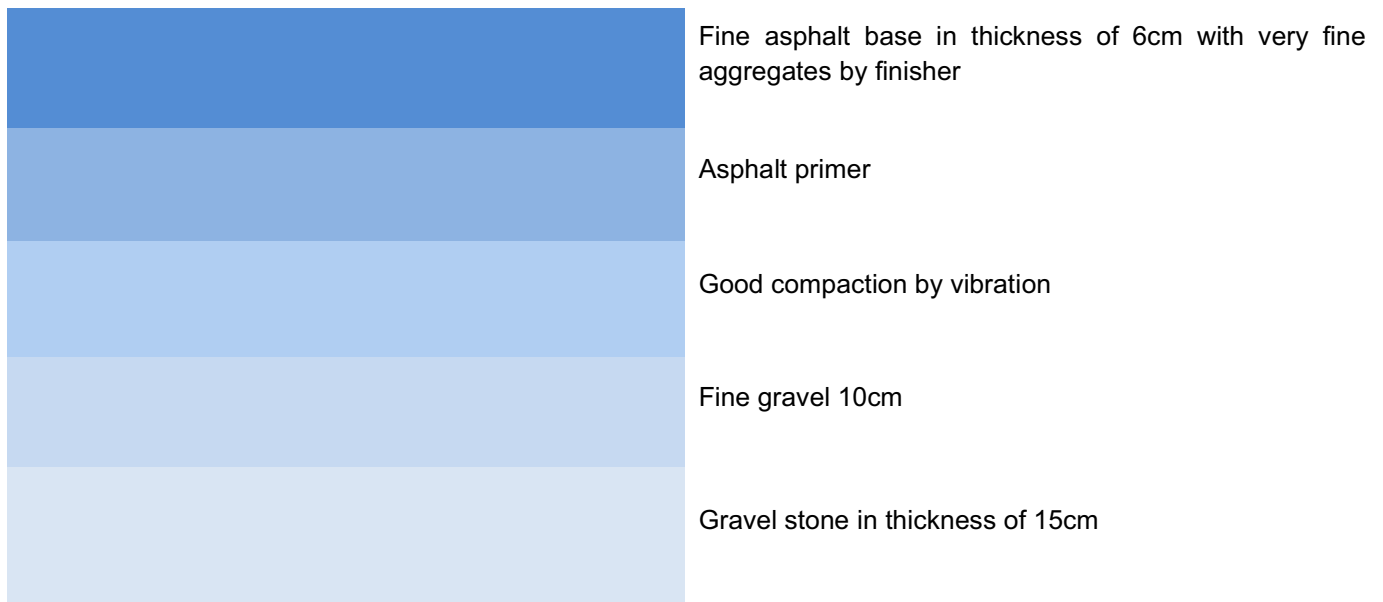 Fine asphalt base in thickness of 6cm with very fine
aggregates by finisher
Asphalt primer
Good compaction by vibration
Fine gravel 10cm
Gravel stone in thickness of 15cm